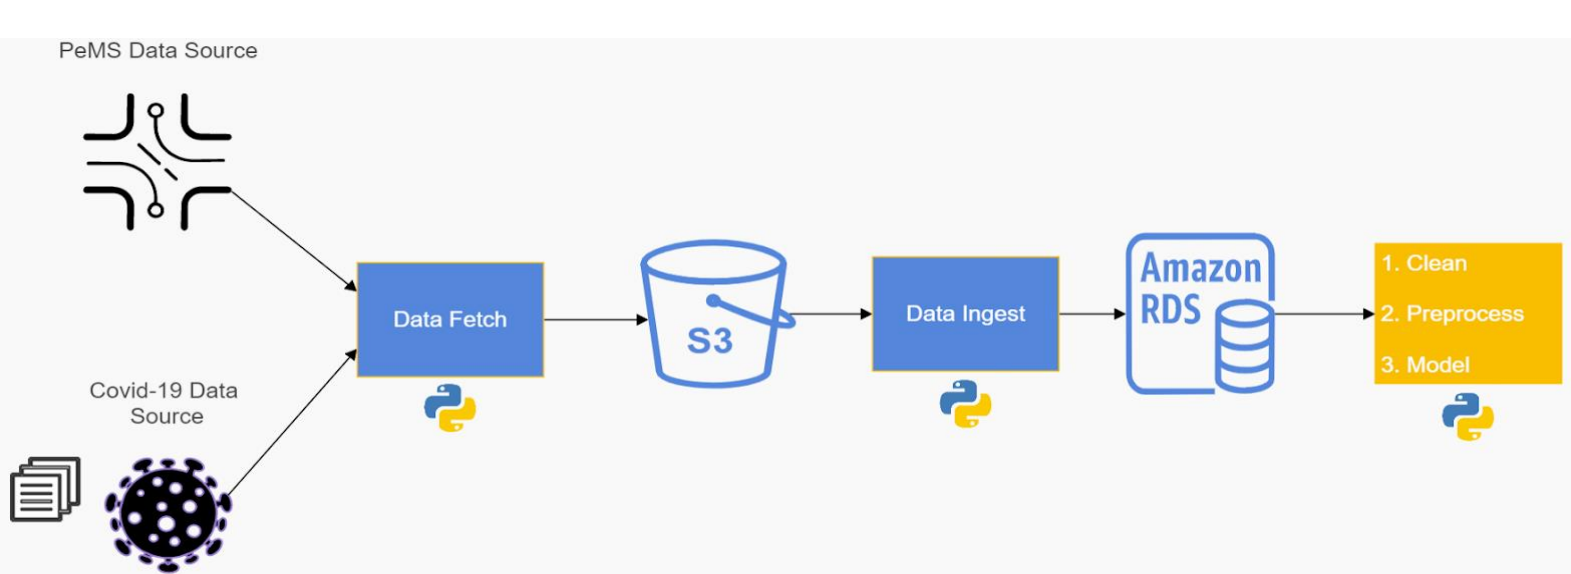 PeMS Data Source
Data Fetch
S3
Data Ingest
Amazon
RDS
1. Clean
2. Preprocess
3. Model
Covid-19 Data
Source